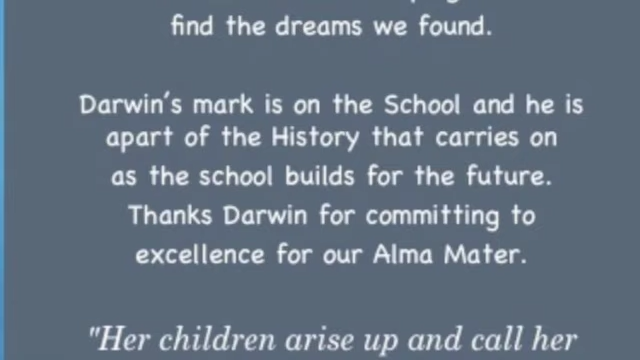 find the dreams we found.
Darwin's mark is on the School and he is
apart of the History that carries on
as the school builds for the future.
Thanks Darwin for committing to
excellence for our Alma Mater.
"Her children arise up and call her